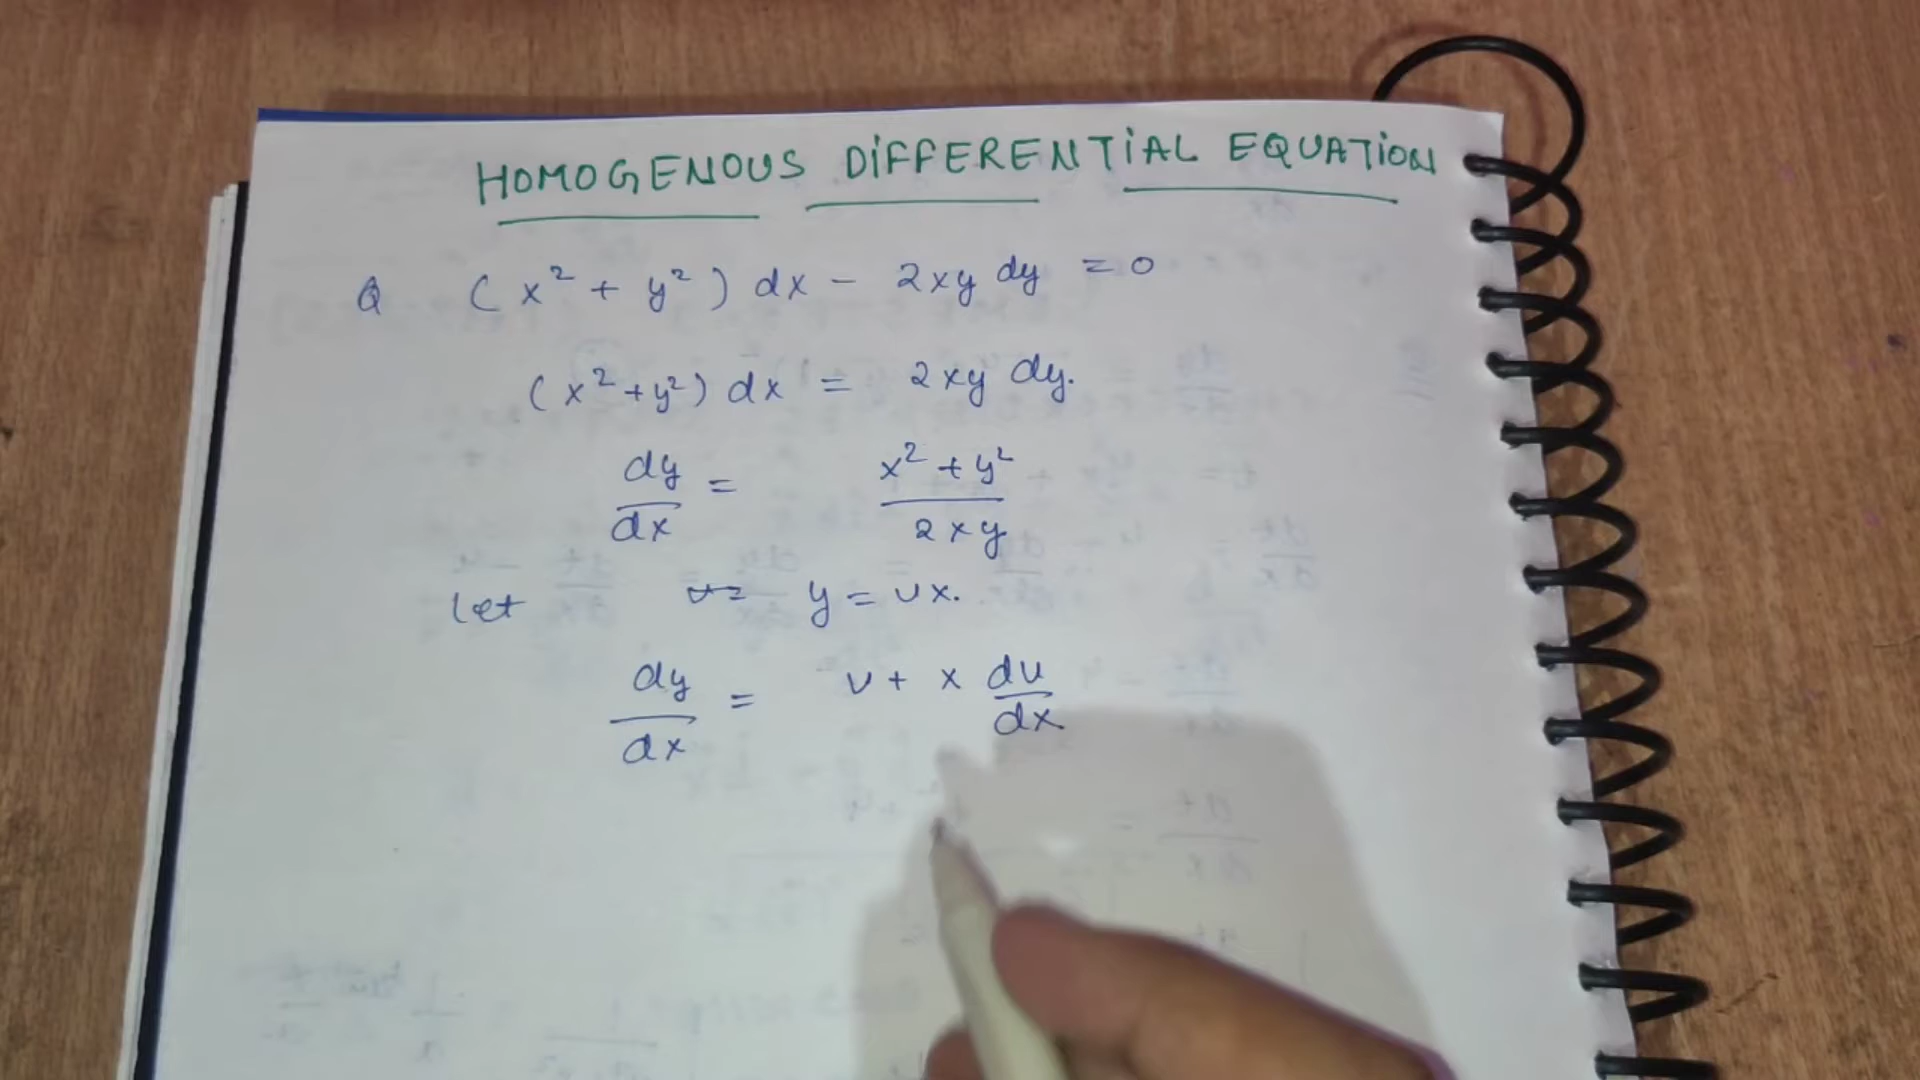 HOMOGENOUS DIFFERENTIAL EQUATION
Q (x² + y²) dx - 2xy dy = 0
(x² + y²) dx = 2xy dy.
dy/dx = x² + y² / 2xy
Let y = vx.
dy/dx = v + x dv/dx